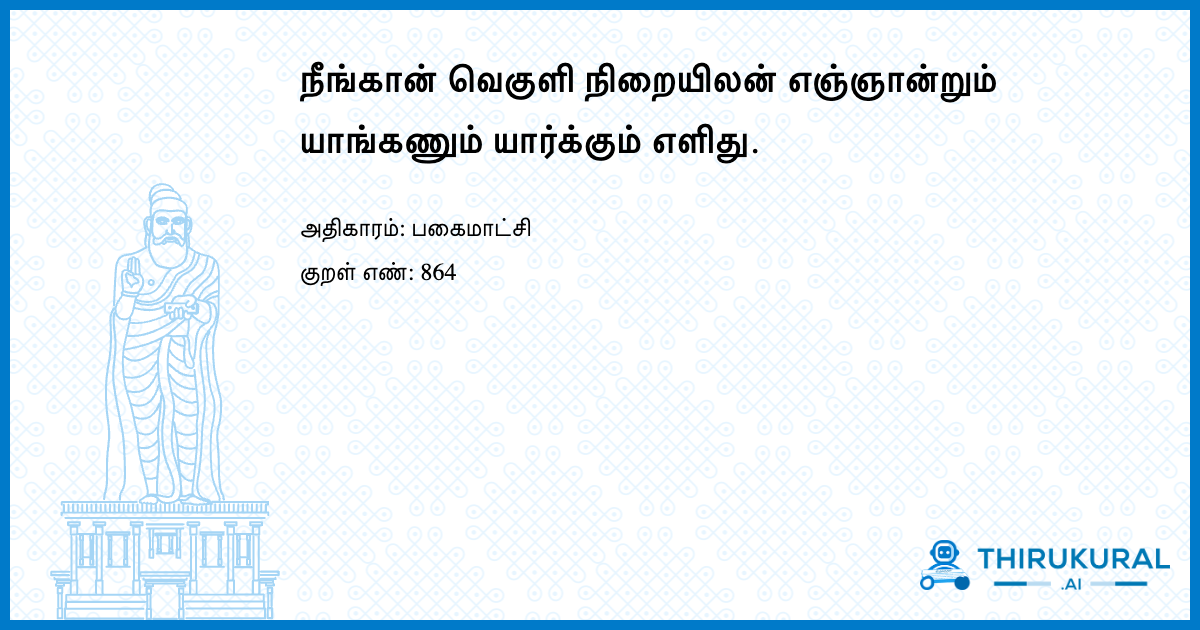 நீங்கான் வெகுளி நிறையிலன் எஞ்ஞான்றும்
யாங்கணும் யார்க்கும் எளிது.
அதிகாரம்: பகைமாட்சி
குறள் எண்: 864
THIRUKURAL
.AI